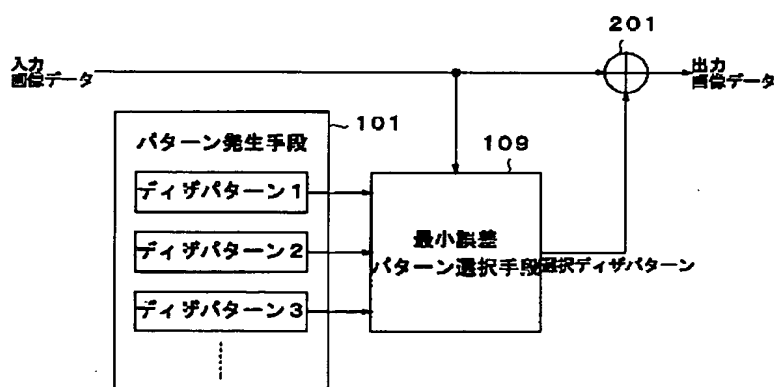 201
入力
画像データ
出力
画像データ
101
パターン発生手段
109
ディザパターン1
ディザパターン2
ディザパターン3
最小誤差
パターン選択手段
選択ディザパターン